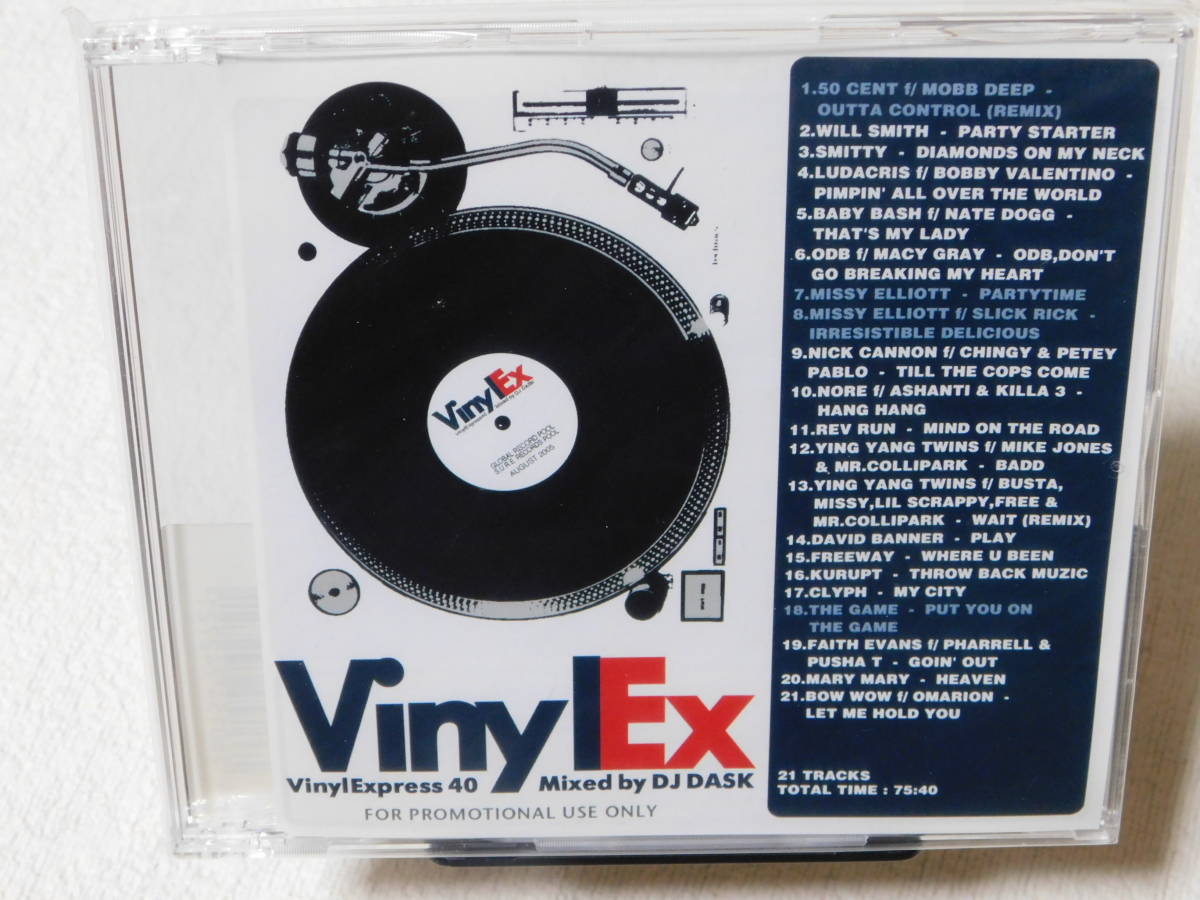 1.50 CENT f/ MOBB DEEP -
OUTTA CONTROL (REMIX)
2.WILL SMITH - PARTY STARTER
3.SMITTY - DIAMONDS ON MY NECK
4.LUDACRIS f/ BOBBY VALENTINO -
PIMPIN' ALL OVER THE WORLD
5.BABY BASH f/ NATE DOGG -
THAT'S MY LADY
6.ODB f/ MACY GRAY - ODB,DON'T
GO BREAKING MY HEART
7.MISSY ELLIOTT - PARTYTIME
8.MISSY ELLIOTT f/ SLICK RICK -
IRRESISTIBLE DELICIOUS
9.NICK CANNON f/ CHINGY & PETEY
PABLO - TILL THE COPS COME
10.NORE f/ ASHANTI & KILLA 3 -
HANG HANG
11.REV RUN - MIND ON THE ROAD
12.YING YANG TWINS f/ MIKE JONES
& MR.COLLIPARK - BADD
13.YING YANG TWINS f/ BUSTA,
MISSY,LIL SCRAPPY,FREE &
MR.COLLIPARK - WAIT (REMIX)
14.DAVID BANNER - PLAY
15.FREEWAY - WHERE U BEEN
16.KURUPT - THROW BACK MUZIC
17.CLYPH - MY CITY
18.THE GAME - PUT YOU ON
THE GAME
19.FAITH EVANS f/ PHARRELL &
PUSHA T - GOIN' OUT
20.MARY MARY - HEAVEN
21.BOW WOW f/ OMARION -
LET ME HOLD YOU
21 TRACKS
TOTAL TIME : 75:40
VinylEx
mixed by DJ DASK
GLOBAL RECORD POOL
S.U.R.E. RECORDS POOL
AUGUST 2005
VinylEx
VinylExpress 40 Mixed by DJ DASK
FOR PROMOTIONAL USE ONLY